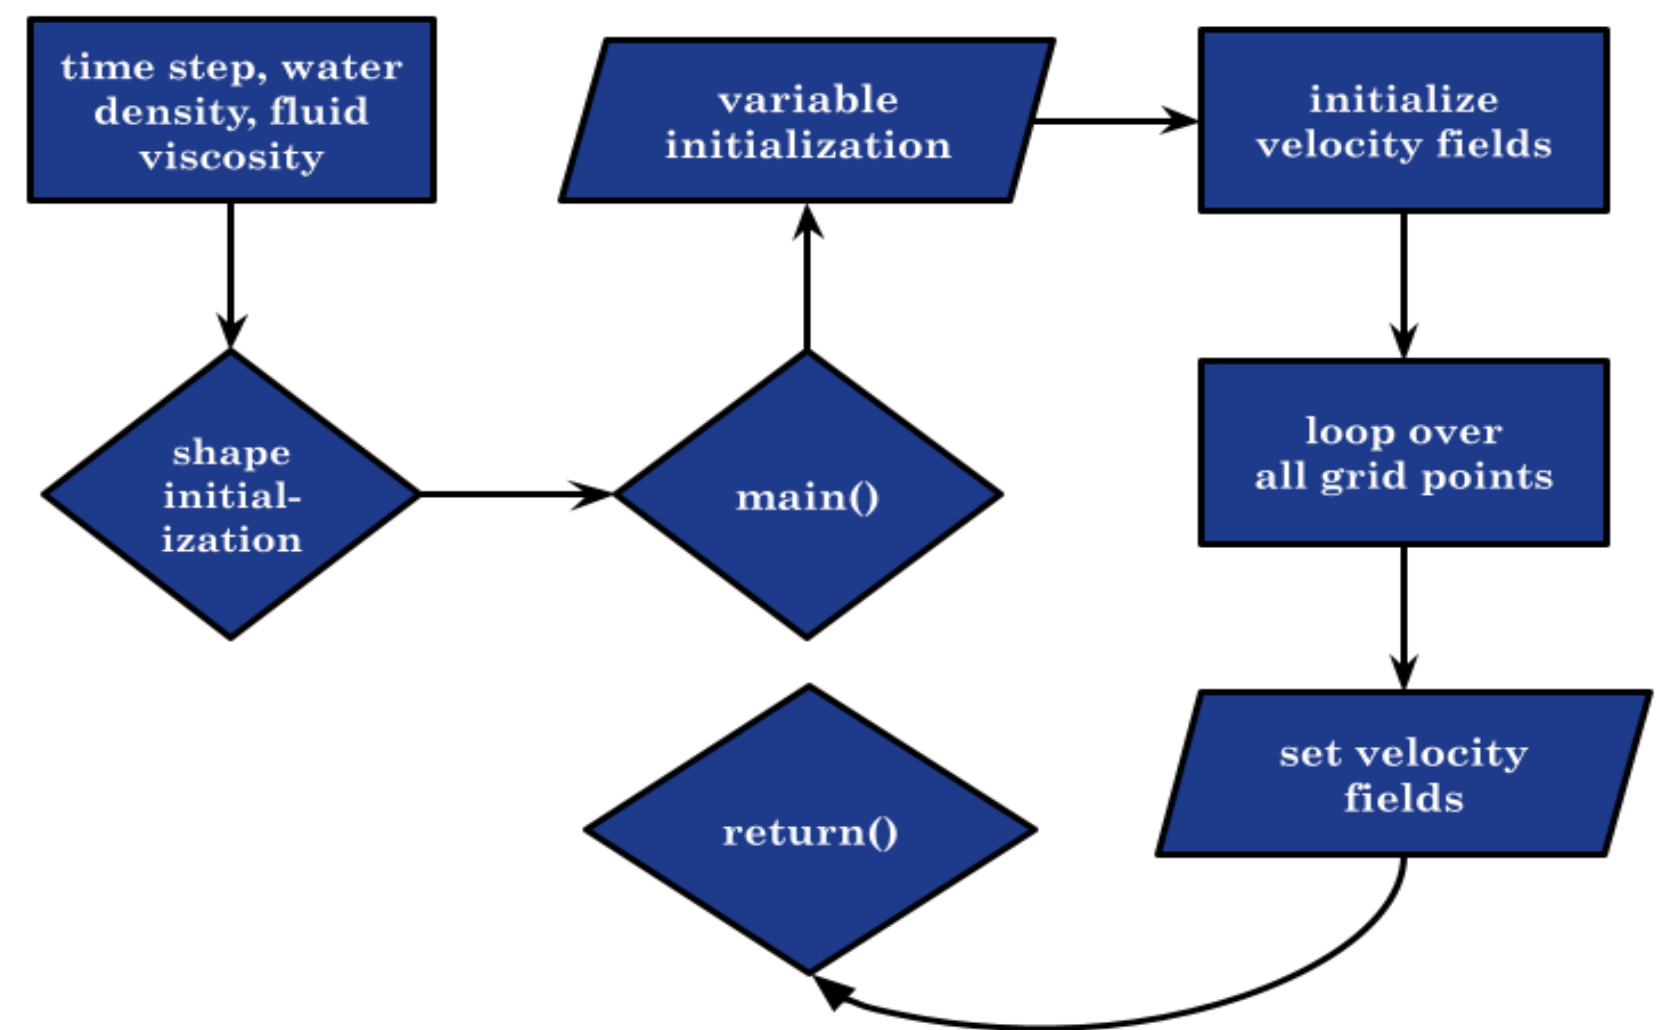 time step, water
density, fluid
viscosity
shape
initial-
ization
main()
variable
initialization
initialize
velocity fields
loop over
all grid points
set velocity
fields
return()